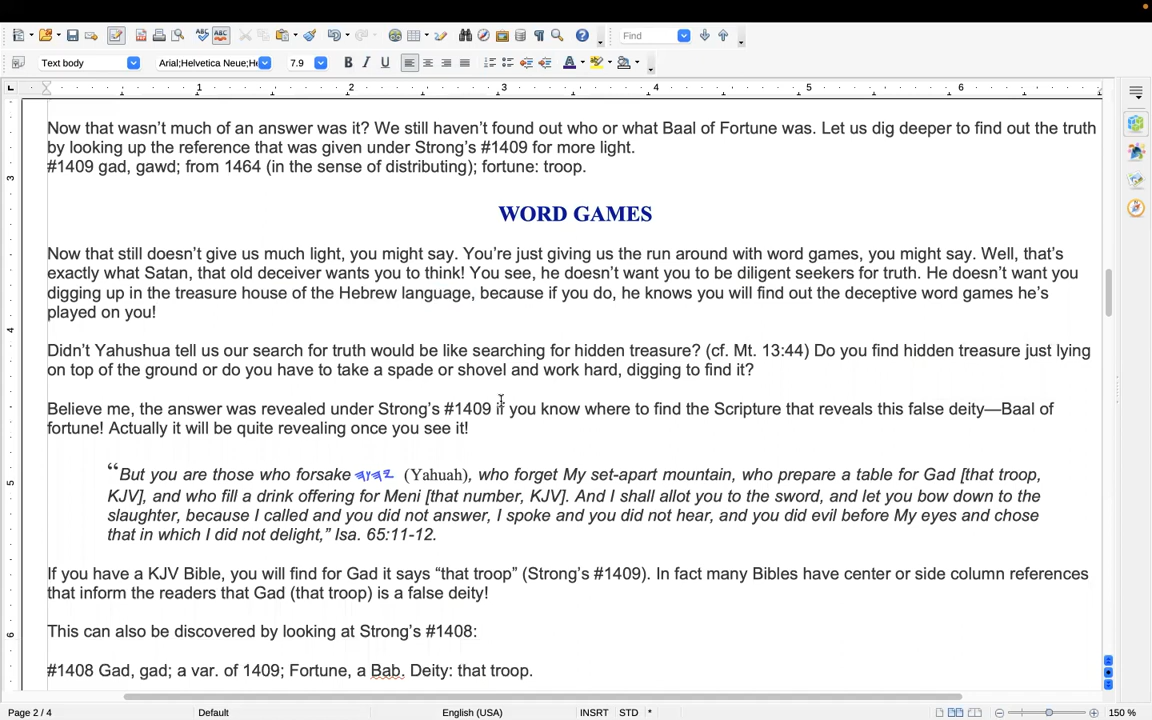 Find
Text body
Arial;Helvetica Neue;He
7.9
B I U
1 2 3 4 5 6
Now that wasn’t much of an answer was it? We still haven’t found out who or what Baal of Fortune was. Let us dig deeper to find out the truth
by looking up the reference that was given under Strong’s #1409 for more light.
#1409 gad, gawd; from 1464 (in the sense of distributing); fortune: troop.
3
WORD GAMES
Now that still doesn’t give us much light, you might say. You’re just giving us the run around with word games, you might say. Well, that’s
exactly what Satan, that old deceiver wants you to think! You see, he doesn’t want you to be diligent seekers for truth. He doesn’t want you
digging up in the treasure house of the Hebrew language, because if you do, he knows you will find out the deceptive word games he’s
played on you!
4
Didn’t Yahushua tell us our search for truth would be like searching for hidden treasure? (cf. Mt. 13:44) Do you find hidden treasure just lying
on top of the ground or do you have to take a spade or shovel and work hard, digging to find it?
Believe me, the answer was revealed under Strong’s #1409 if you know where to find the Scripture that reveals this false deity—Baal of
fortune! Actually it will be quite revealing once you see it!
“But you are those who forsake 𐤉𐤄𐤅𐤄 (Yahuah), who forget My set-apart mountain, who prepare a table for Gad [that troop,
5
KJV], and who fill a drink offering for Meni [that number, KJV]. And I shall allot you to the sword, and let you bow down to the
slaughter, because I called and you did not answer, I spoke and you did not hear, and you did evil before My eyes and chose
that in which I did not delight,” Isa. 65:11-12.
If you have a KJV Bible, you will find for Gad it says “that troop” (Strong’s #1409). In fact many Bibles have center or side column references
that inform the readers that Gad (that troop) is a false deity!
6
This can also be discovered by looking at Strong’s #1408:
#1408 Gad, gad; a var. of 1409; Fortune, a Bab. Deity: that troop.
Page 2 / 4 Default English (USA) INSRT STD * 150 %